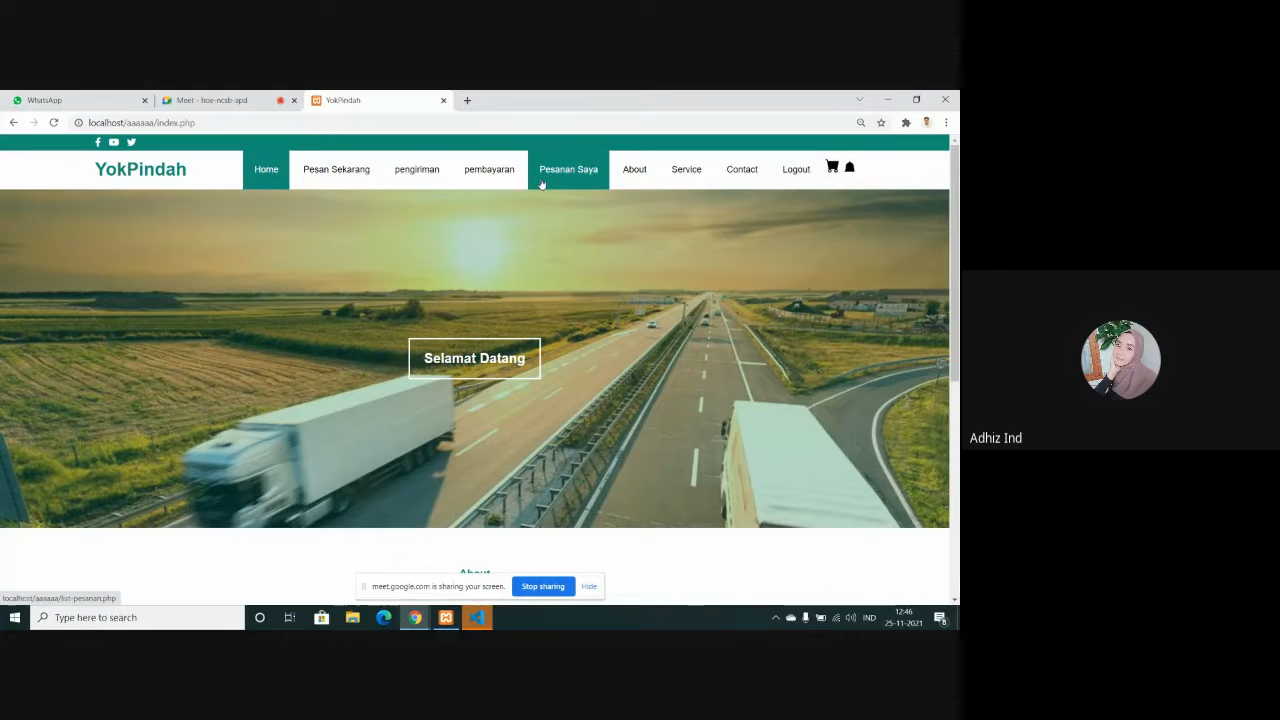 WhatsApp
Meet - hoe-ncsb-apd
YokPindah
localhost/aaaaaa/index.php
YokPindah
Home
Pesan Sekarang
pengiriman
pembayaran
Pesanan Saya
About
Service
Contact
Logout
Selamat Datang
Adhiz Ind
About
meet.google.com is sharing your screen.
Stop sharing
Hide
localhost/aaaaaa/list-pesanan.php
Type here to search
IND
12:46
25-11-2021